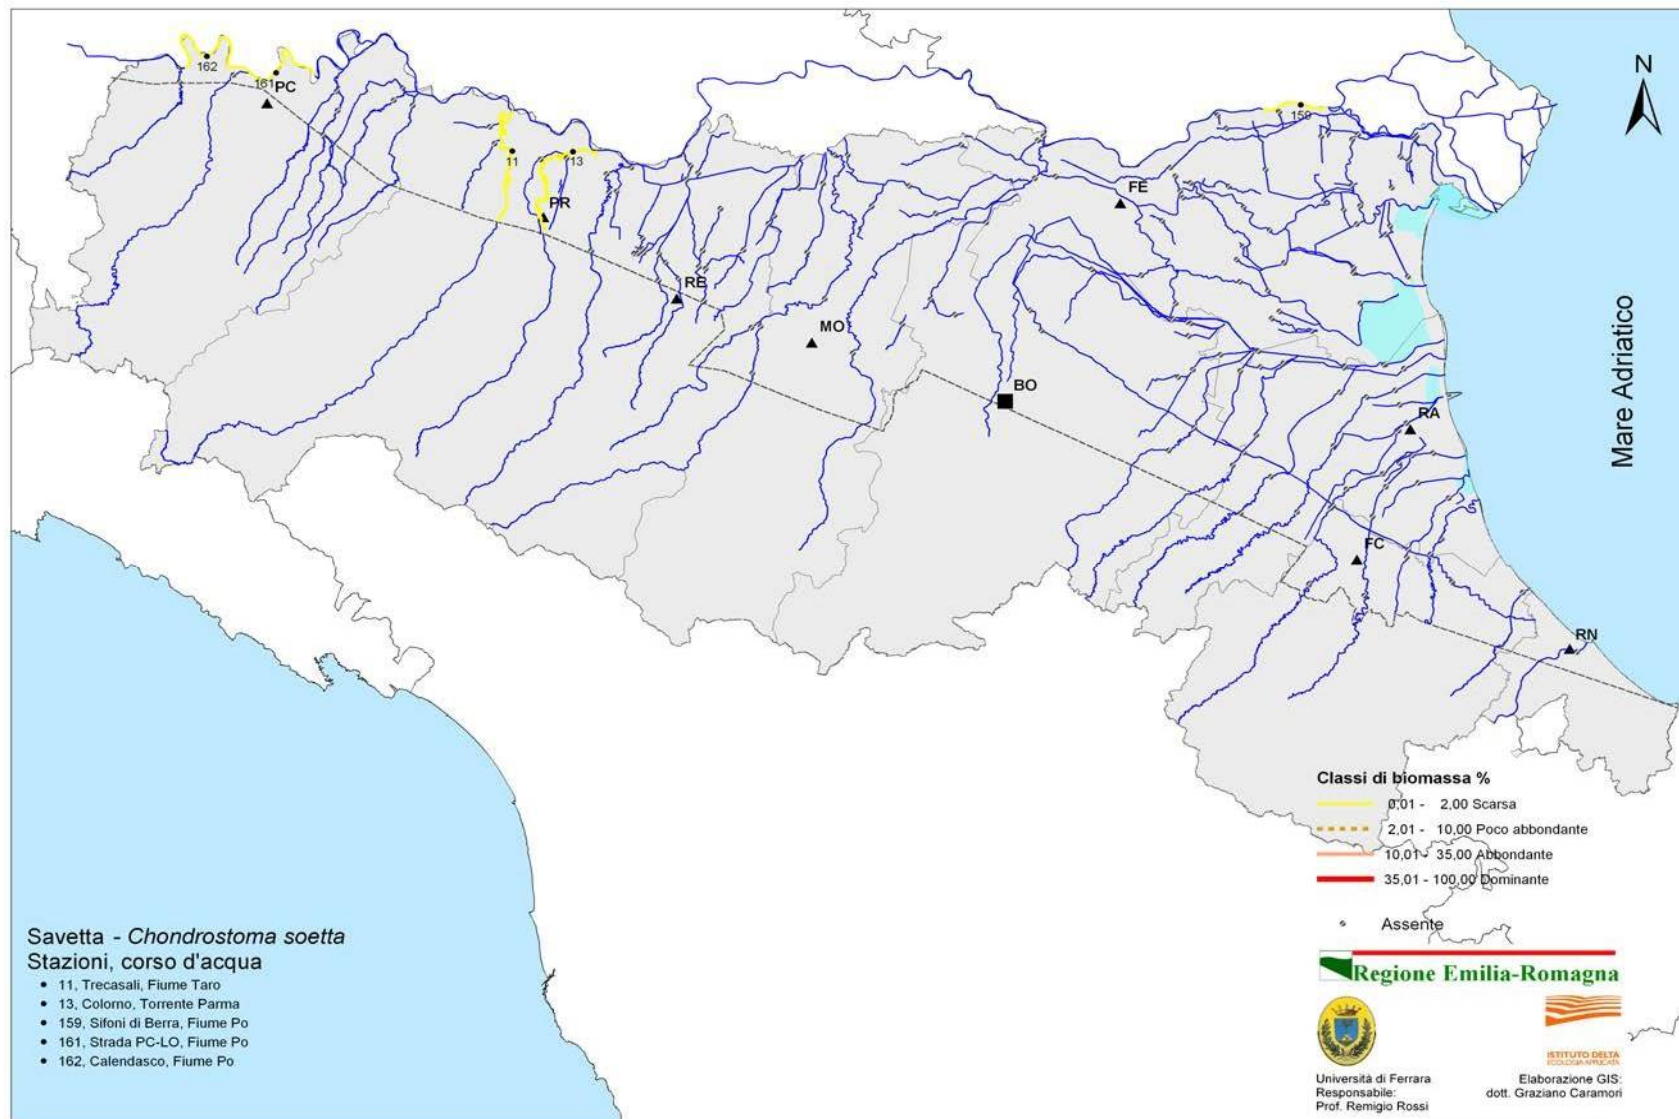 162
161
PC
11
13
PR
159
N
FE
RE
MO
BO
RA
Mare Adriatico
FC
RN
Classi di biomassa %
0,01 - 2,00 Scarsa
2,01 - 10,00 Poco abbondante
10,01 - 35,00 Abbondante
35,01 - 100,00 Dominante
Assente
Regione Emilia-Romagna
ISTITUTO DELTA
ECOLOGIA APPLICATA
Università di Ferrara
Responsabile:
Prof. Remigio Rossi
Elaborazione GIS:
dott. Graziano Caramori
Savetta - Chondrostoma soetta
Stazioni, corso d'acqua
• 11, Trecasali, Fiume Taro
• 13, Colorno, Torrente Parma
• 159, Sifoni di Berra, Fiume Po
• 161, Strada PC-LO, Fiume Po
• 162, Calendasco, Fiume Po